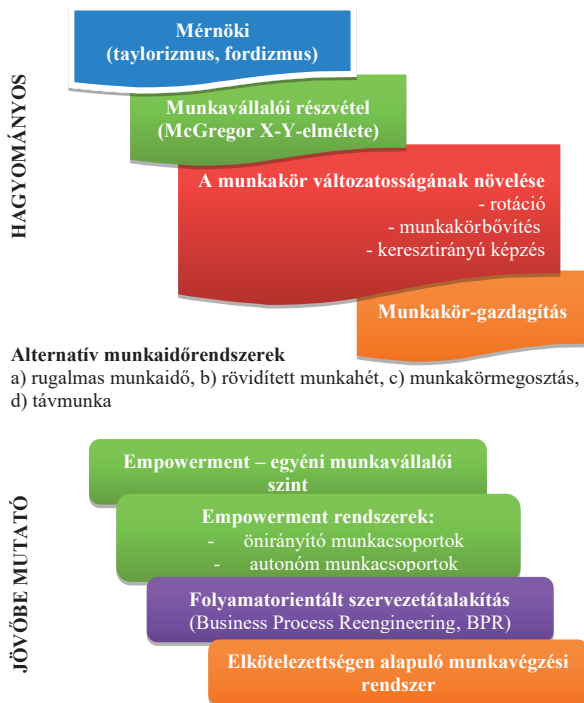 HAGYOMÁNYOS
Mérnöki
(taylorizmus, fordizmus)
Munkavállalói részvétel
(McGregor X-Y-elmélete)
A munkakör változatosságának növelése
- rotáció
- munkakörbővítés
- keresztirányú képzés
Munkakör-gazdagítás
Alternatív munkaidőrendszerek
a) rugalmas munkaidő, b) rövidített munkahét, c) munkakörmegosztás,
d) távmunka
JÖVŐBE MUTATÓ
Empowerment – egyéni munkavállalói
szint
Empowerment rendszerek:
- önirányító munkacsoportok
- autonóm munkacsoportok
Folyamatorientált szervezetátalakítás
(Business Process Reengineering, BPR)
Elkötelezettségen alapuló munkavégzési
rendszer